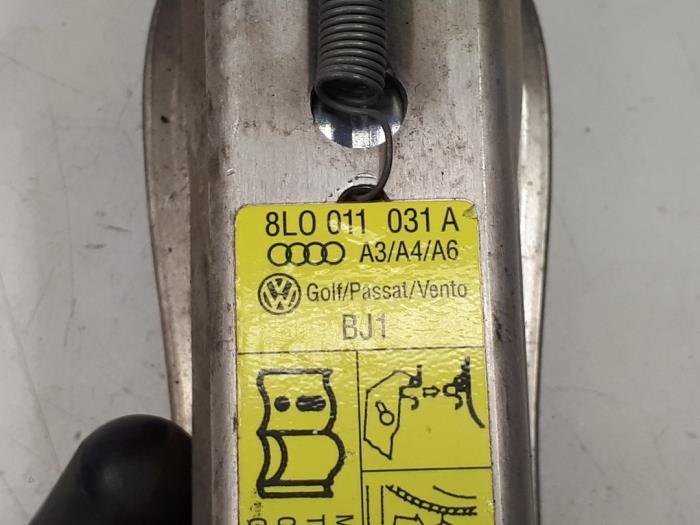 8L0 011 031 A
A3/A4/A6
Golf/Passat/Vento
BJ1